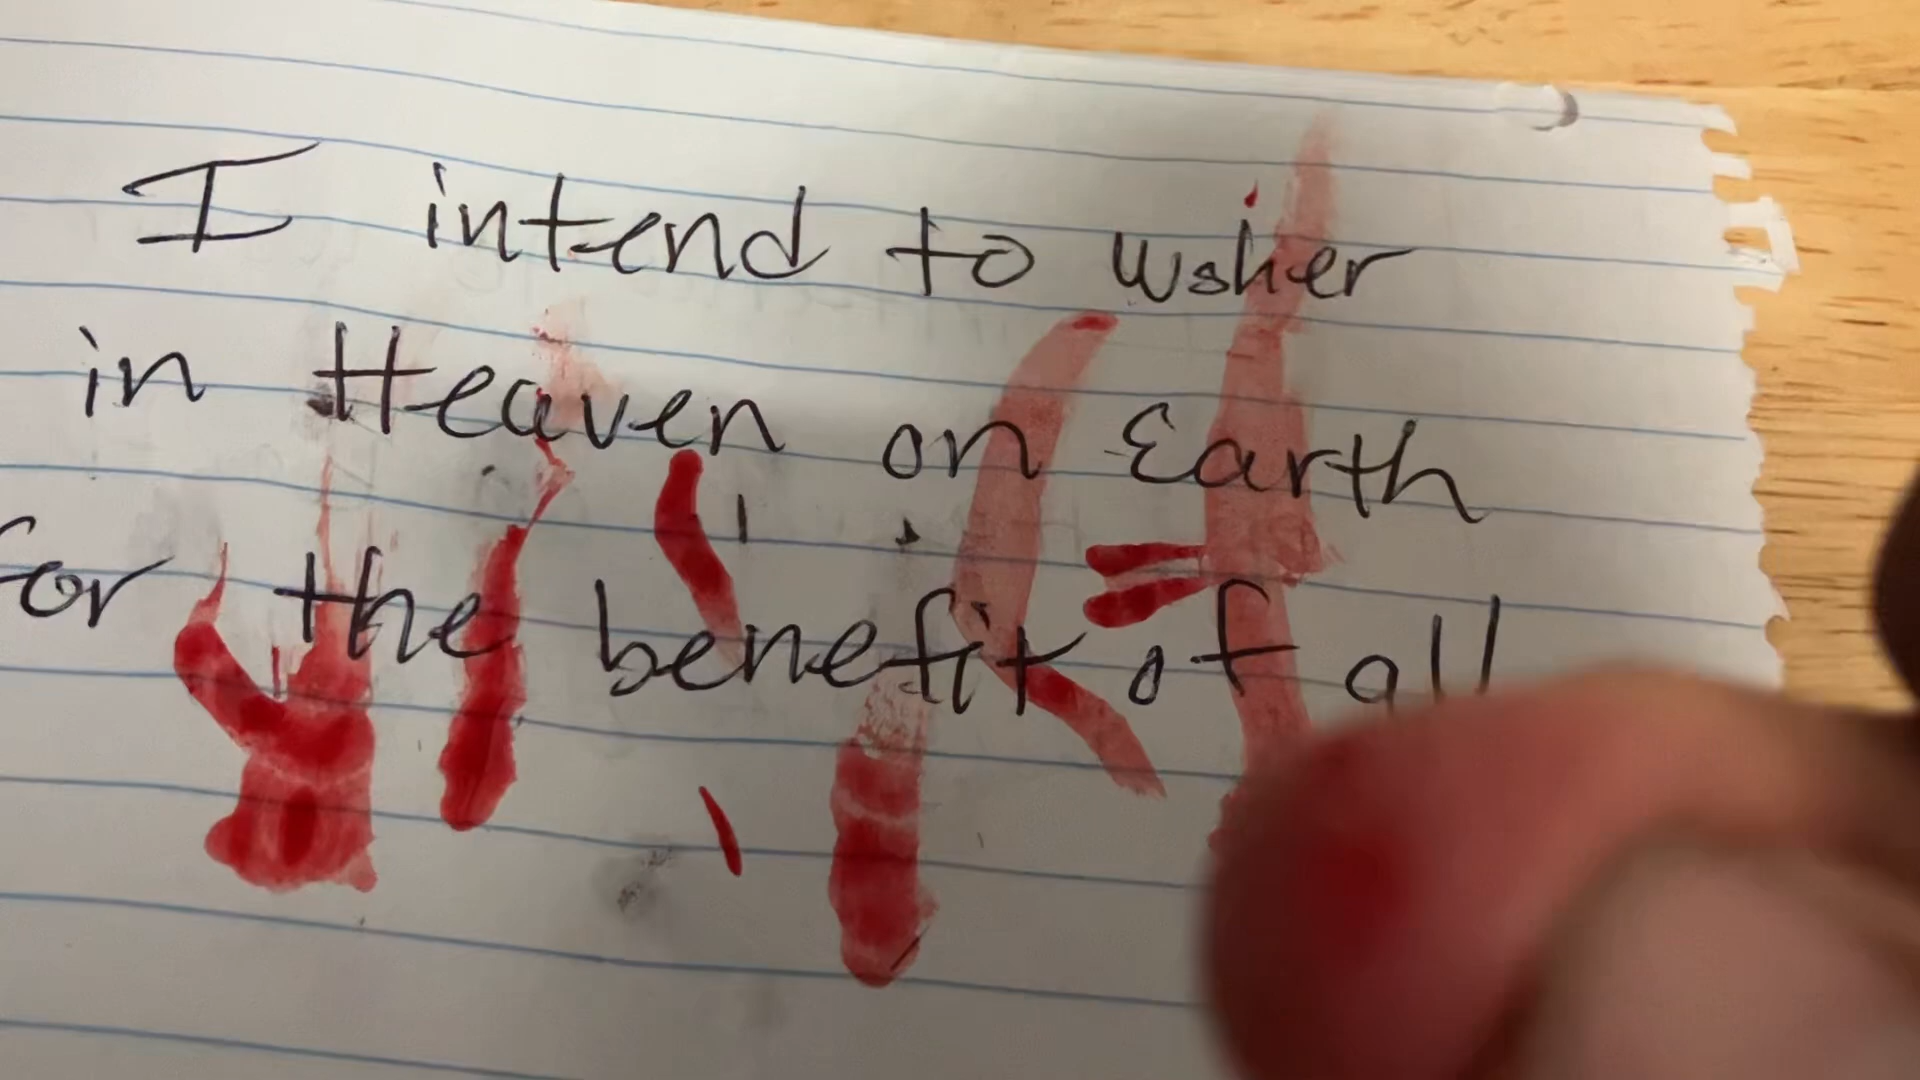 I intend to usher
in Heaven on Earth
for the benefit of all